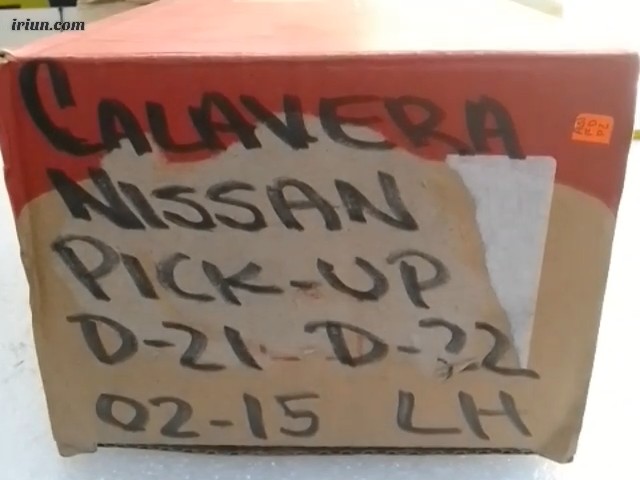 iriun.com
CALAVERA
NISSAN
PICK-UP
D-21-D-22
02-15 LH